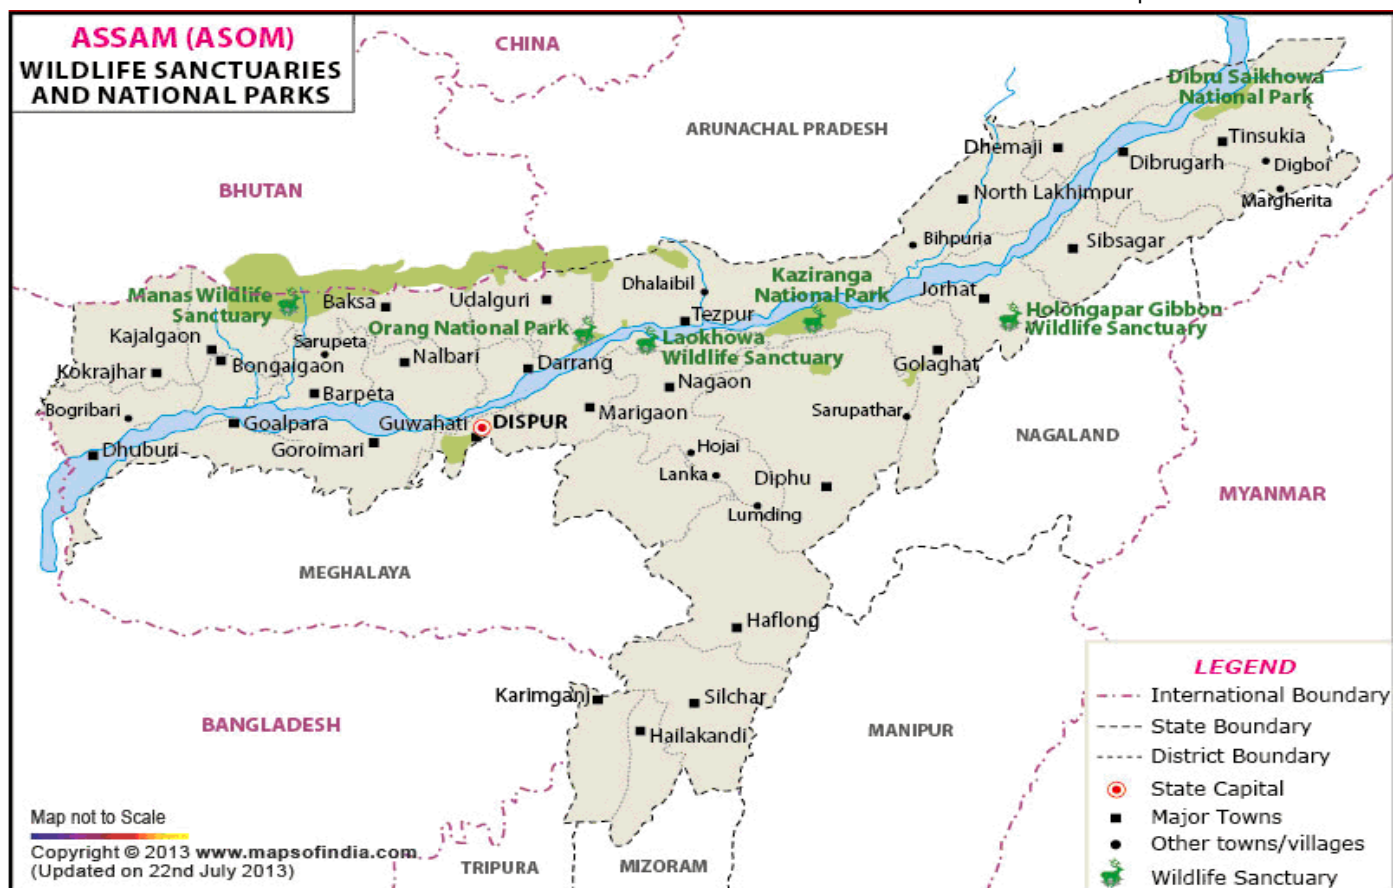 ASSAM (ASOM)
WILDLIFE SANCTUARIES
AND NATIONAL PARKS
CHINA
Dibru Saikhowa
National Park
ARUNACHAL PRADESH
Tinsukia
Dhemaji
Dibrugarh
Digboi
BHUTAN
North Lakhimpur
Margherita
Bihpuria
Sibsagar
Kaziranga
National Park
Dhalaibil
Jorhat
Manas Wildlife
Sanctuary
Baksa
Udalguri
Tezpur
Holongapar Gibbon
Wildlife Sanctuary
Orang National Park
Laokhowa
Wildlife Sanctuary
Kajalgaon
Sarupeta
Nalbari
Darrang
Golaghat
Kokrajhar
Bongaigaon
Nagaon
Barpeta
Bogribari
Marigaon
Sarupathar
Goalpara
Guwahati
DISPUR
NAGALAND
Dhuburi
Goroimari
Hojai
Lanka
Diphu
MYANMAR
Lumding
MEGHALAYA
Haflong
Karimganj
Silchar
BANGLADESH
Hailakandi
MANIPUR
LEGEND
International Boundary
State Boundary
District Boundary
State Capital
Major Towns
Other towns/villages
Wildlife Sanctuary
Map not to Scale
Copyright © 2013 www.mapsofindia.com
(Updated on 22nd July 2013)
TRIPURA
MIZORAM